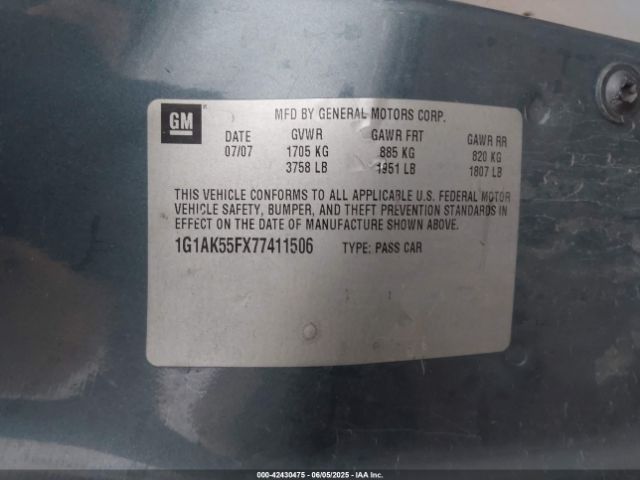 GM
MFD BY GENERAL MOTORS CORP.
DATE GVWR GAWR FRT GAWR RR
07/07 1705 KG 885 KG 820 KG
3758 LB 1951 LB 1807 LB
THIS VEHICLE CONFORMS TO ALL APPLICABLE U.S. FEDERAL MOTOR
VEHICLE SAFETY, BUMPER, AND THEFT PREVENTION STANDARDS IN
EFFECT ON THE DATE OF MANUFACTURE SHOWN ABOVE.
1G1AK55FX77411506 TYPE: PASS CAR
000-42430475 - 06/05/2025 - IAA Inc.